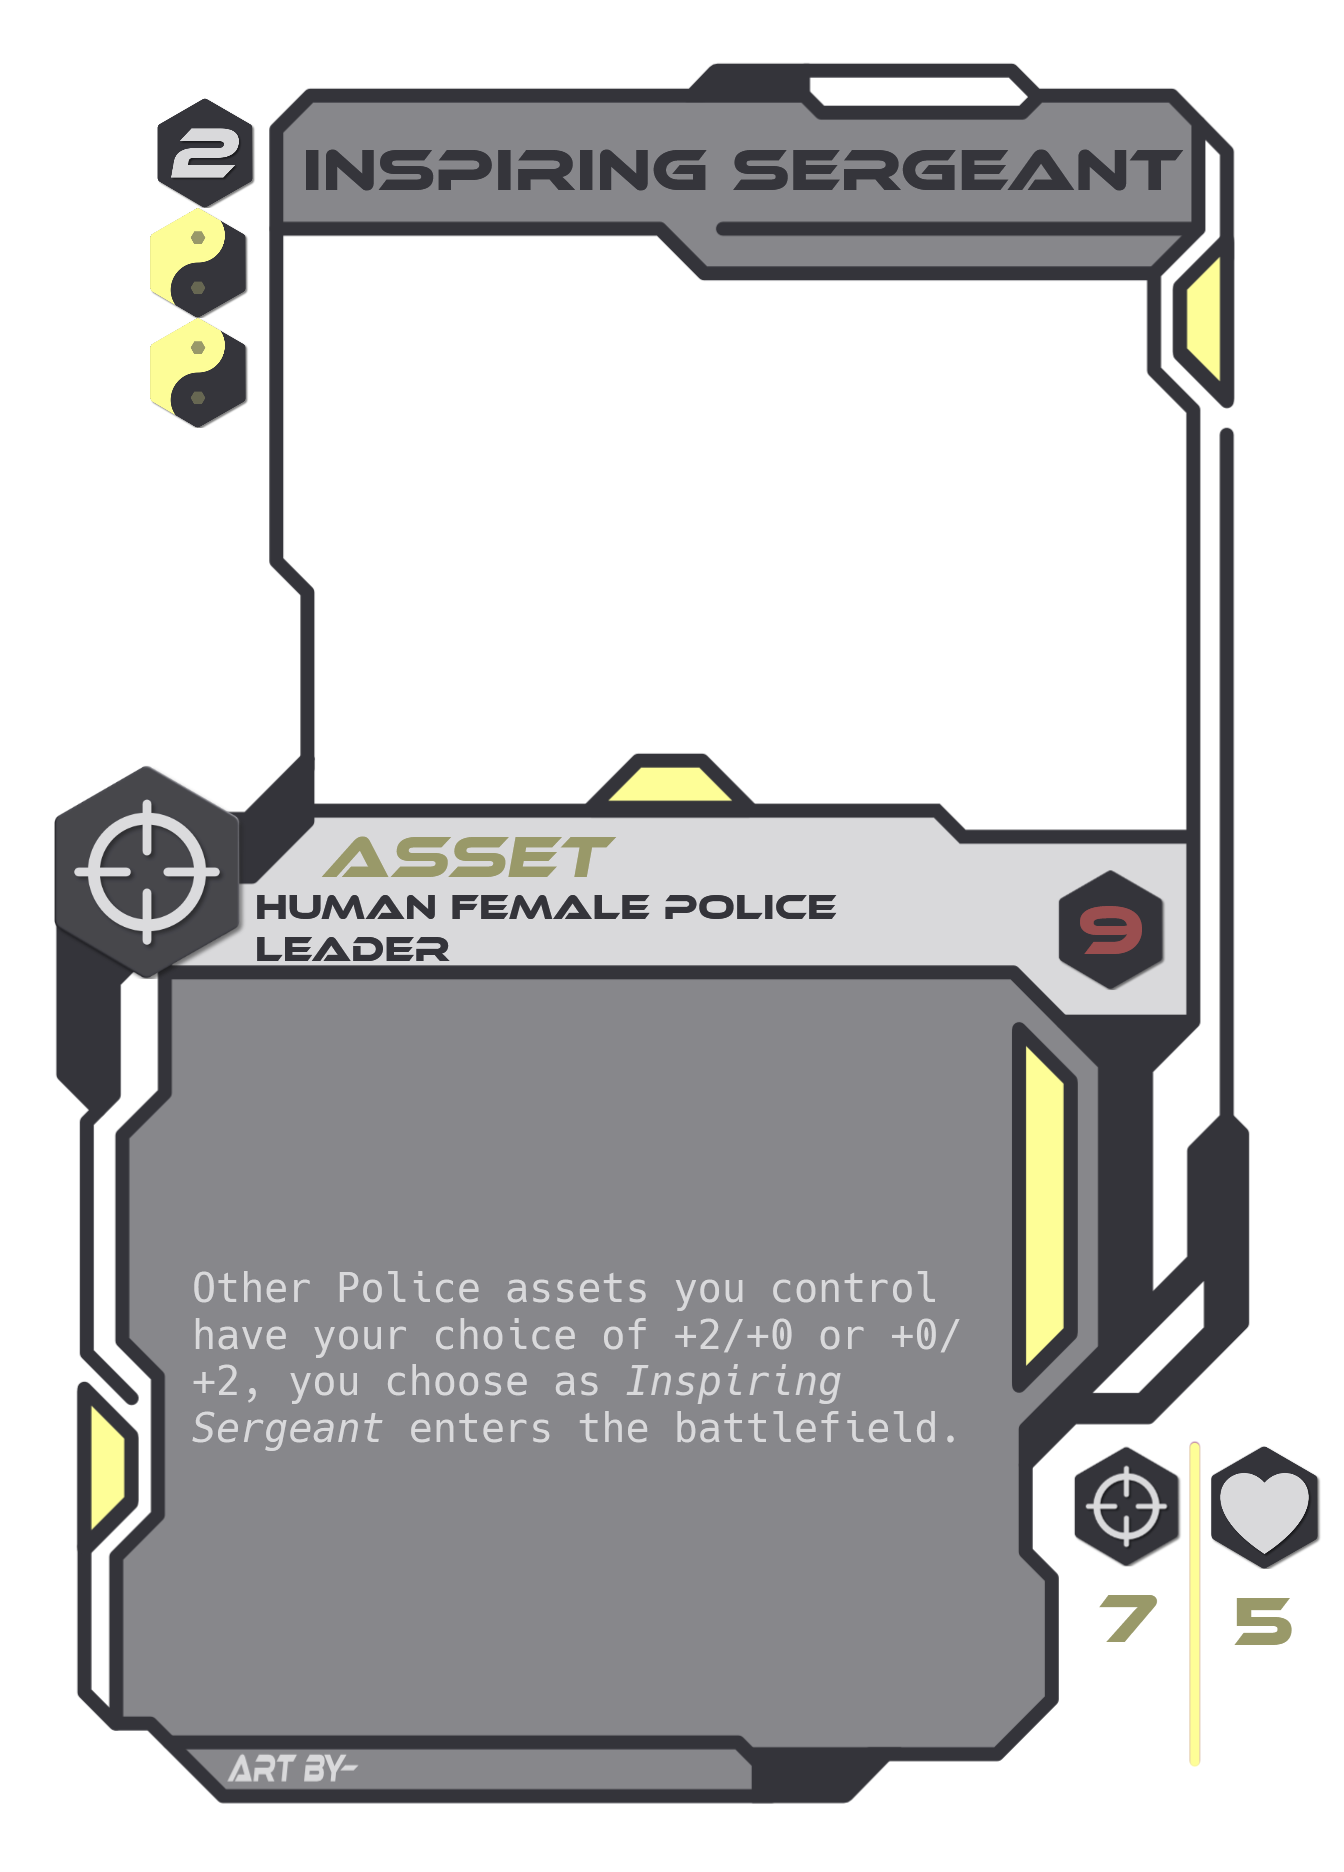 INSPIRING SERGEANT
2
ASSET
HUMAN FEMALE POLICE
LEADER
9
Other Police assets you control
have your choice of +2/+0 or +0/
+2, you choose as Inspiring
Sergeant enters the battlefield.
7
5
ART BY-